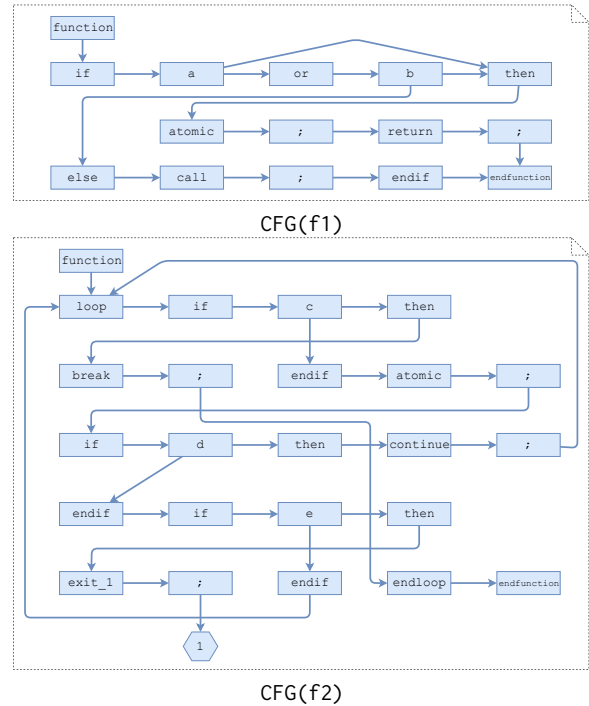 function
if a or b then
atomic ; return ;
else call ; endif endfunction
CFG(f1)
function
loop if c then
break ; endif atomic ;
if d then continue ;
endif if e then
exit_1 ; endif endloop endfunction
1
CFG(f2)